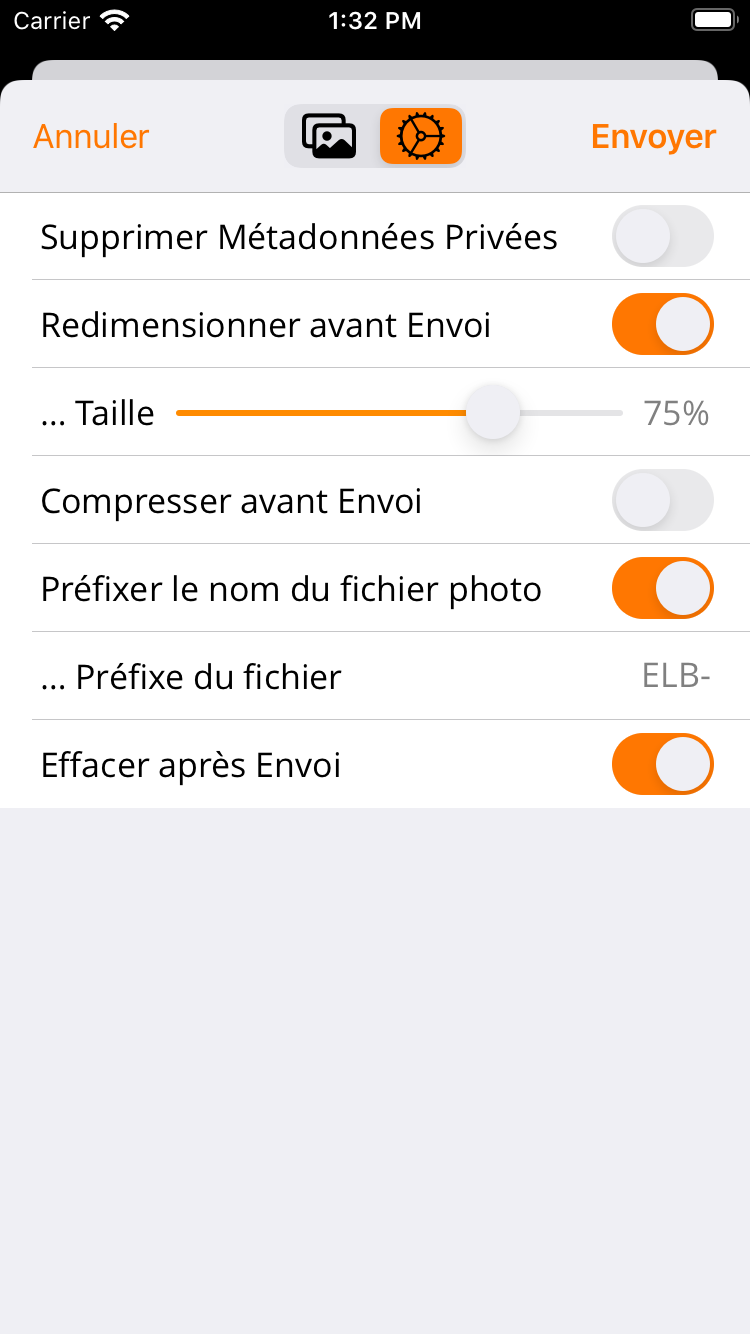 Carrier 1:32 PM
Annuler Envoyer
Supprimer Métadonnées Privées
Redimensionner avant Envoi
... Taille 75%
Compresser avant Envoi
Préfixer le nom du fichier photo
... Préfixe du fichier ELB-
Effacer après Envoi